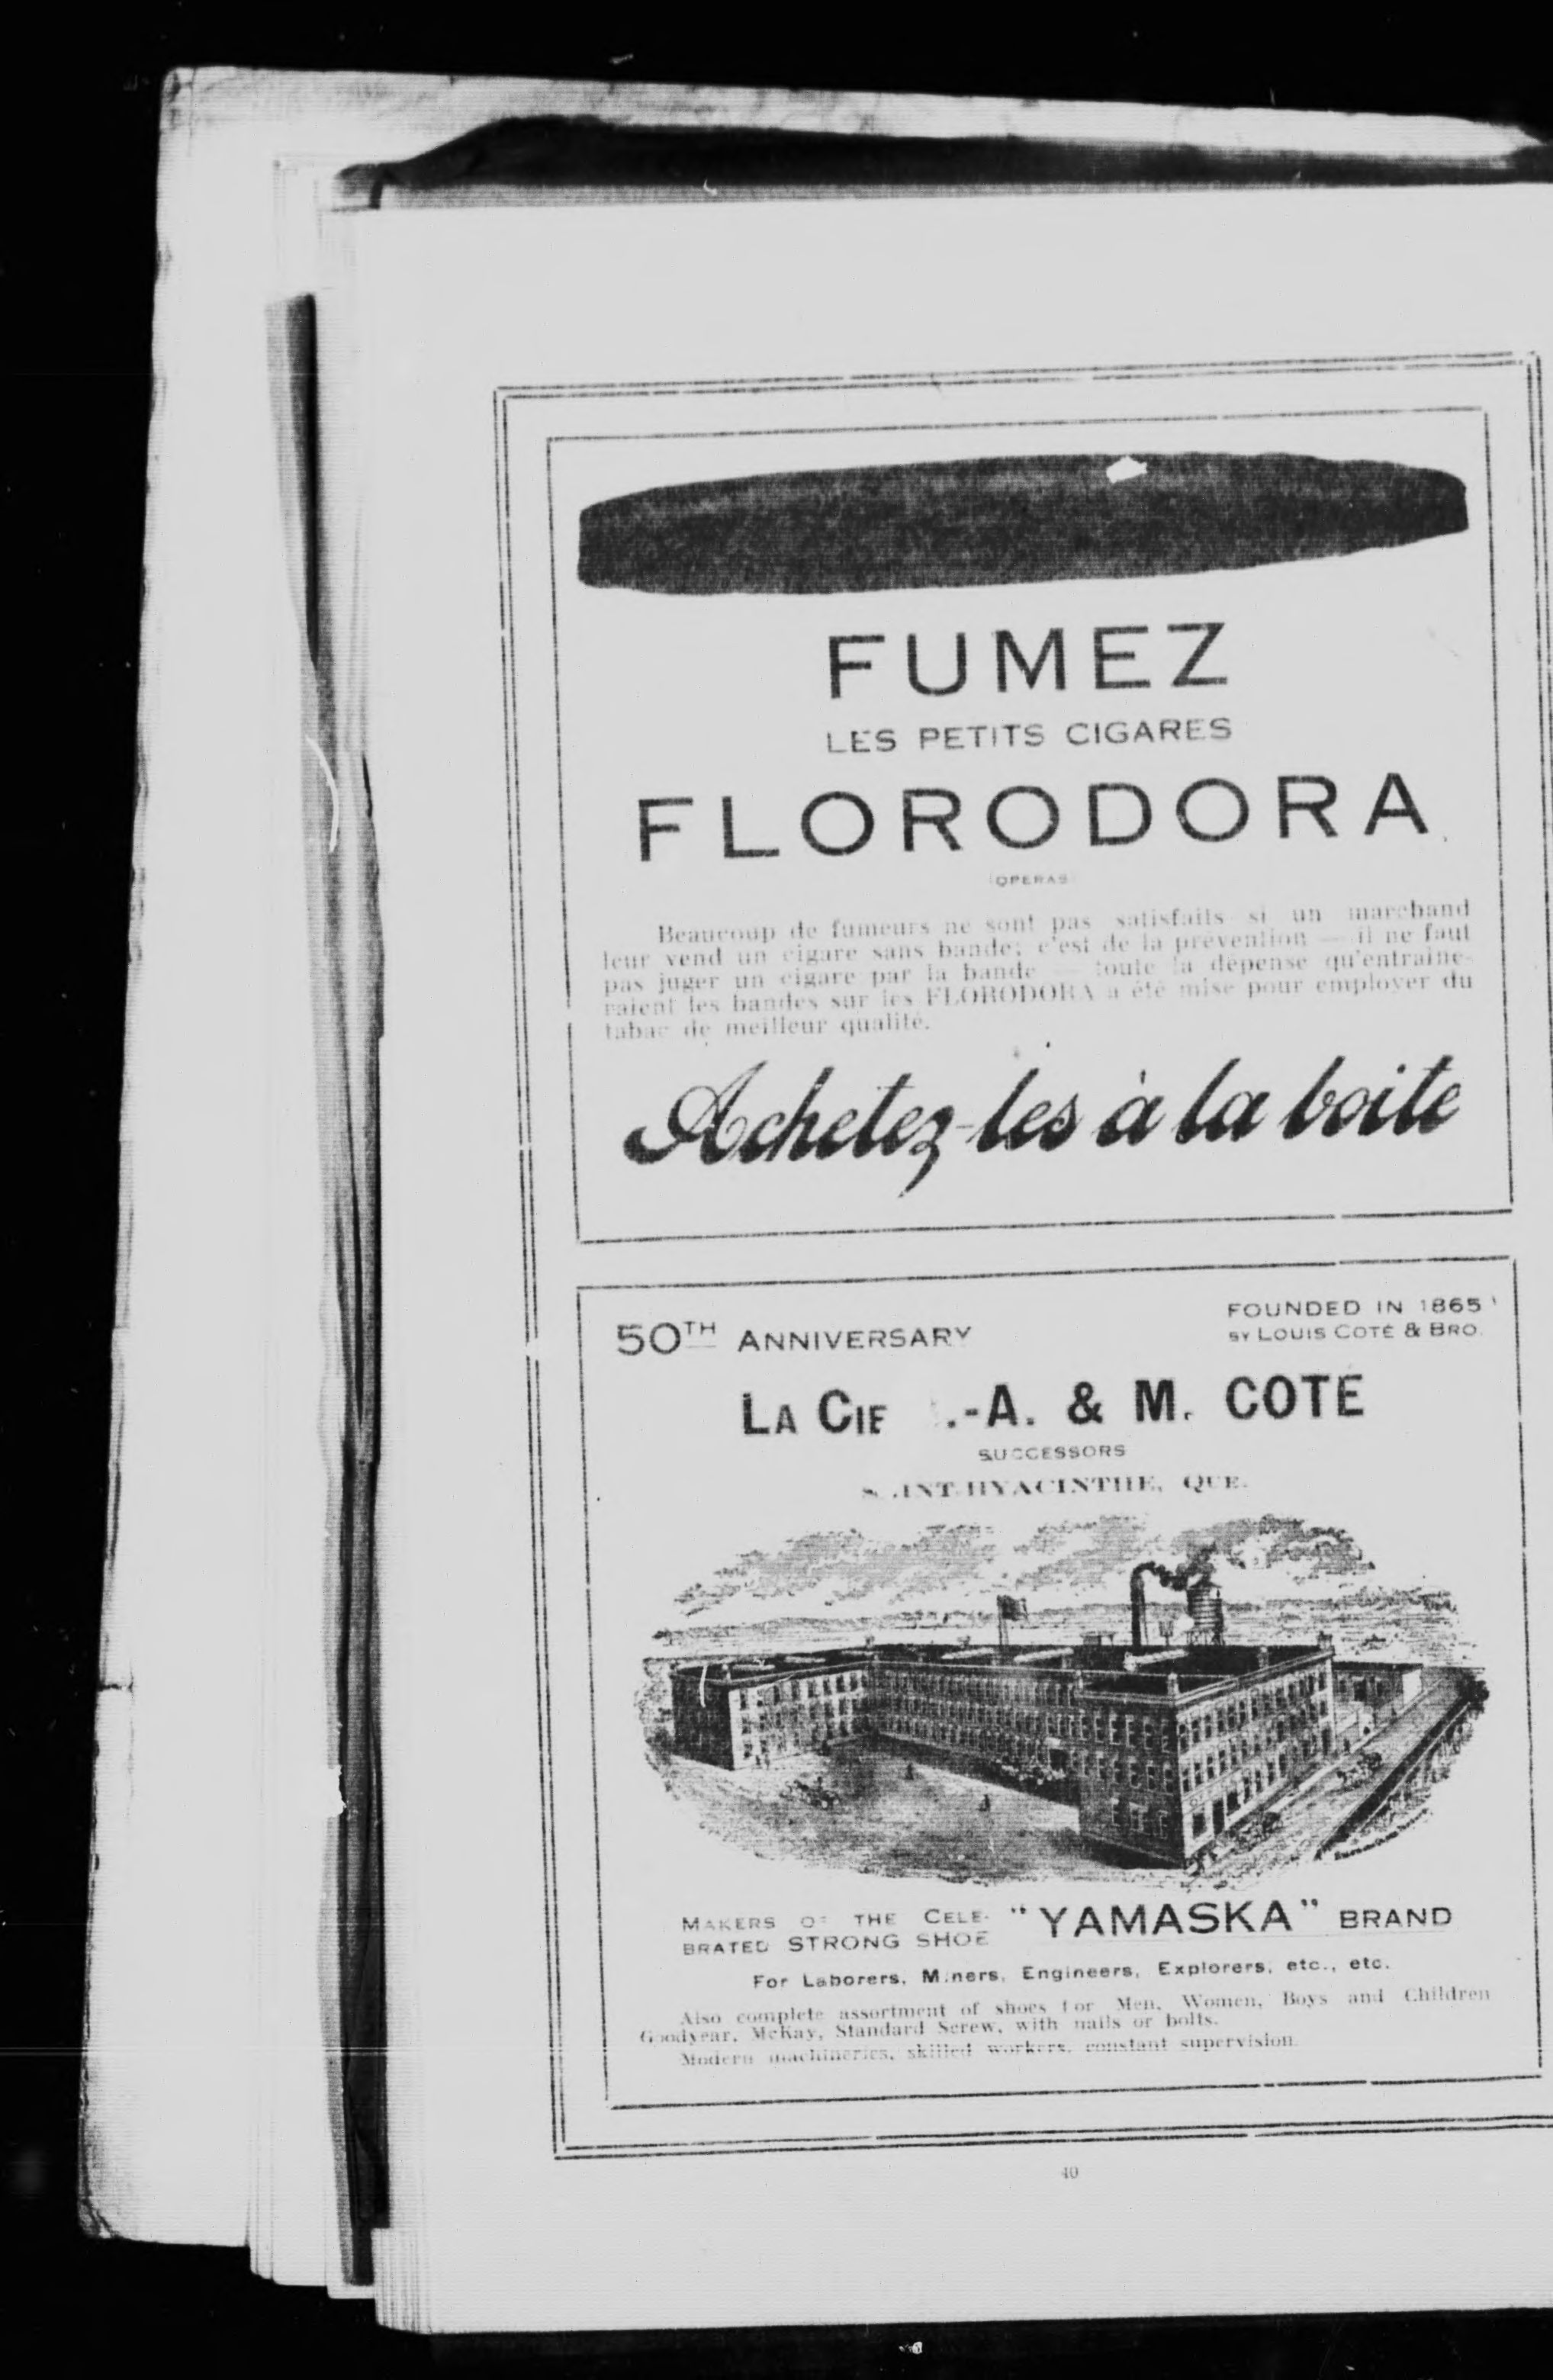 FUMEZ
LES PETITS CIGARES
FLORODORA
(OPERAS)
Beaucoup de fumeurs ne sont pas satisfaits si un marchand
leur vend un cigare sans bande; c'est de la prévention — il ne faut
pas juger un cigare par la bande — toute la dépense qu'entraîne-
raient les bandes sur les FLORODORA a été mise pour employer du
tabac de meilleur qualité.
Achetez-les à la boite
50TH ANNIVERSARY
FOUNDED IN 1865
BY LOUIS COTÉ & BRO.
LA CIE .-A. & M. COTÉ
SUCCESSORS
SAINT-HYACINTHE, QUE.
MAKERS OF THE CELE-
BRATED STRONG SHOE "YAMASKA" BRAND
For Laborers, Miners, Engineers, Explorers, etc., etc.
Also complete assortment of shoes for Men, Women, Boys and Children
Goodyear, McKay, Standard Screw, with nails or bolts.
Modern machineries, skilled workers, constant supervision.
40